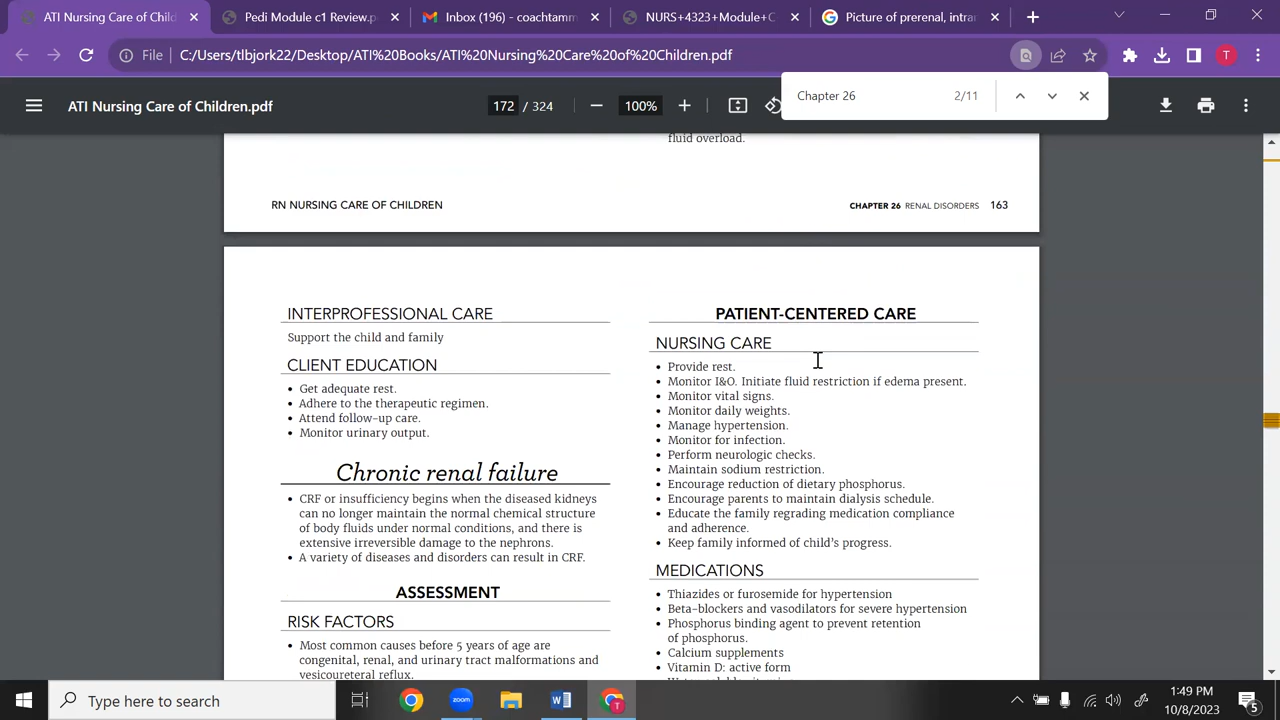 ATI Nursing Care of Chil
Pedi Module c1 Review.p
Inbox (196) - coachtamm
NURS+4323+Module+C
Picture of prerenal, intrar
File
C:/Users/tlbjork22/Desktop/ATI%20Books/ATI%20Nursing%20Care%20of%20Children.pdf
T
ATI Nursing Care of Children.pdf
172 / 324
100%
Chapter 26
2/11
fluid overload.
RN NURSING CARE OF CHILDREN
CHAPTER 26 RENAL DISORDERS 163
INTERPROFESSIONAL CARE
Support the child and family
CLIENT EDUCATION
• Get adequate rest.
• Adhere to the therapeutic regimen.
• Attend follow-up care.
• Monitor urinary output.
Chronic renal failure
• CRF or insufficiency begins when the diseased kidneys
can no longer maintain the normal chemical structure
of body fluids under normal conditions, and there is
extensive irreversible damage to the nephrons.
• A variety of diseases and disorders can result in CRF.
ASSESSMENT
RISK FACTORS
• Most common causes before 5 years of age are
congenital, renal, and urinary tract malformations and
vesicoureteral reflux.
PATIENT-CENTERED CARE
NURSING CARE
• Provide rest.
• Monitor I&O. Initiate fluid restriction if edema present.
• Monitor vital signs.
• Monitor daily weights.
• Manage hypertension.
• Monitor for infection.
• Perform neurologic checks.
• Maintain sodium restriction.
• Encourage reduction of dietary phosphorus.
• Encourage parents to maintain dialysis schedule.
• Educate the family regrading medication compliance
and adherence.
• Keep family informed of child's progress.
MEDICATIONS
• Thiazides or furosemide for hypertension
• Beta-blockers and vasodilators for severe hypertension
• Phosphorus binding agent to prevent retention
of phosphorus.
• Calcium supplements
• Vitamin D: active form
Type here to search
zoom
T
1:49 PM
10/8/2023
5